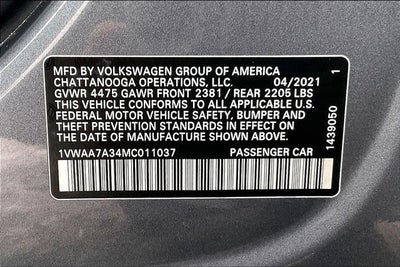 MFD BY VOLKSWAGEN GROUP OF AMERICA
CHATTANOOGA OPERATIONS, LLC. 04/2021
GVWR 4475 GAWR FRONT 2381 / REAR 2205 LBS
THIS VEHICLE CONFORMS TO ALL APPLICABLE U.S.
FEDERAL MOTOR VEHICLE SAFETY, BUMPER AND
THEFT PREVENTION STANDARDS IN EFFECT ON
THE DATE OF MANUFACTURE SHOWN ABOVE.
1VWAA7A34MC011037 PASSENGER CAR
1439050 1